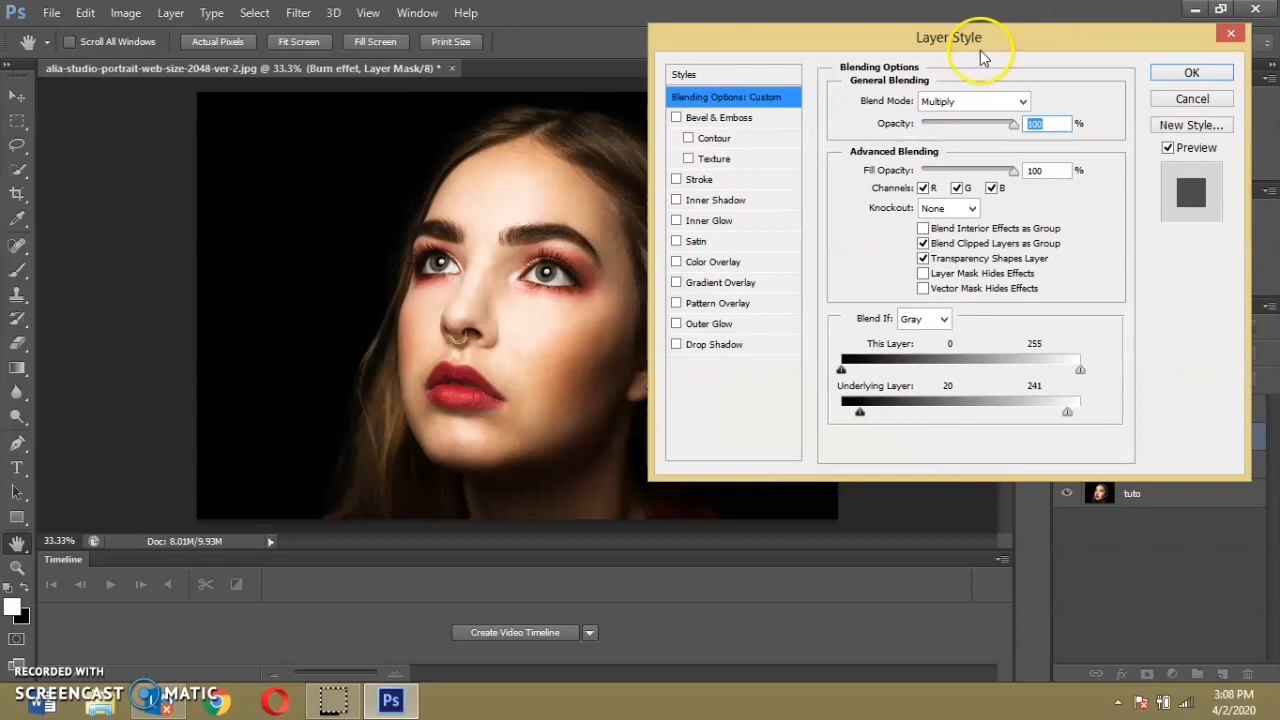 Ps File Edit Image Layer Type Select Filter 3D View Window Help
Scroll All Windows Actual Pixels Fit Screen Fill Screen Print Size
alia-studio-portrait-web-size-2048-ver-2.jpg @ 33.3% (Burn effet, Layer Mask/8) *
Layer Style
Styles
Blending Options: Custom
Bevel & Emboss
Contour
Texture
Stroke
Inner Shadow
Inner Glow
Satin
Color Overlay
Gradient Overlay
Pattern Overlay
Outer Glow
Drop Shadow
Blending Options
General Blending
Blend Mode: Multiply
Opacity: 100 %
Advanced Blending
Fill Opacity: 100 %
Channels: R G B
Knockout: None
Blend Interior Effects as Group
Blend Clipped Layers as Group
Transparency Shapes Layer
Layer Mask Hides Effects
Vector Mask Hides Effects
Blend If: Gray
This Layer: 0 255
Underlying Layer: 20 241
OK
Cancel
New Style...
Preview
tuto
33.33% Doc: 8.01M/9.93M
Timeline
Create Video Timeline
RECORDED WITH
SCREENCAST MATIC
Ps
3:08 PM
4/2/2020